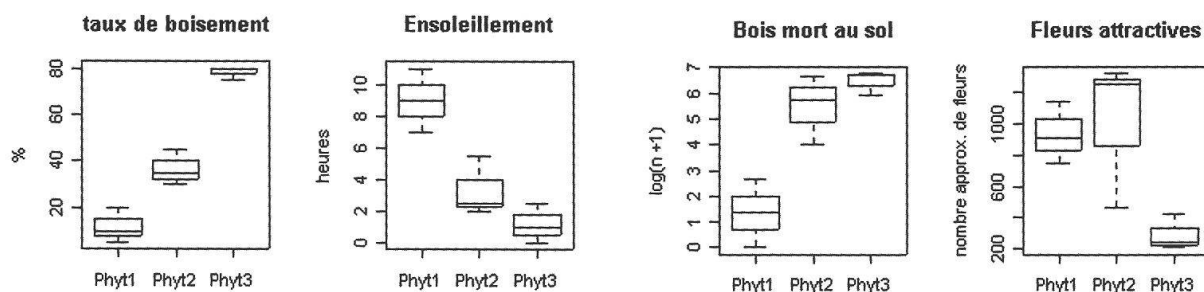 taux de boisement
%
80
40
20
Phyt1 Phyt2 Phyt3
Ensoleillement
heures
10
8
6
4
2
0
Phyt1 Phyt2 Phyt3
Bois mort au sol
log(n +1)
7
6
5
4
3
2
1
0
Phyt1 Phyt2 Phyt3
Fleurs attractives
nombre approx. de fleurs
1000
600
200
Phyt1 Phyt2 Phyt3